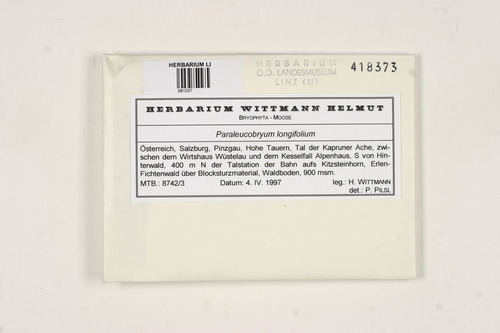 HERBARIUM LI
981057
HERBARIUM
O.Ö. LANDESMUSEUM
LINZ (LI)
418373
HERBARIUM WITTMANN HELMUT
BRYOPHYTA - MOOSE
Paraleucobryum longifolium
Österreich, Salzburg, Pinzgau, Hohe Tauern, Tal der Kapruner Ache, zwi-
schen dem Wirtshaus Wüstelau und dem Kesselfall Alpenhaus, S von Hin-
terwald, 400 m N der Talstation der Bahn aufs Kitzsteinhorn, Erlen-
Fichtenwald über Blocksturzmaterial, Waldboden, 900 msm.
MTB.: 8742/3 Datum: 4. IV. 1997 leg.: H. WITTMANN
det.: P. PILSL